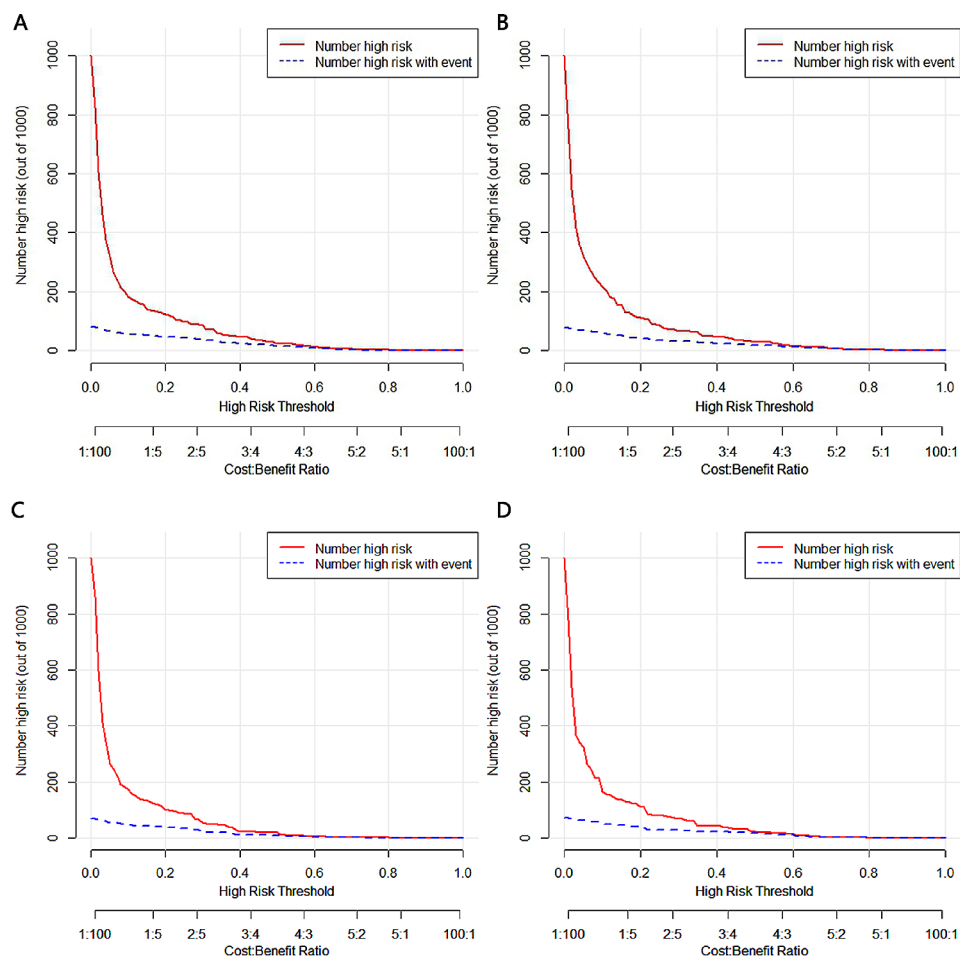 A
Number high risk
Number high risk with event
Number high risk (out of 1000)
1000
800
600
400
200
0
0.0 0.2 0.4 0.6 0.8 1.0
High Risk Threshold
1:100 1:5 2:5 3:4 4:3 5:2 5:1 100:1
Cost:Benefit Ratio
B
Number high risk
Number high risk with event
Number high risk (out of 1000)
1000
800
600
400
200
0
0.0 0.2 0.4 0.6 0.8 1.0
High Risk Threshold
1:100 1:5 2:5 3:4 4:3 5:2 5:1 100:1
Cost:Benefit Ratio
C
Number high risk
Number high risk with event
Number high risk (out of 1000)
1000
800
600
400
200
0
0.0 0.2 0.4 0.6 0.8 1.0
High Risk Threshold
1:100 1:5 2:5 3:4 4:3 5:2 5:1 100:1
Cost:Benefit Ratio
D
Number high risk
Number high risk with event
Number high risk (out of 1000)
1000
800
600
400
200
0
0.0 0.2 0.4 0.6 0.8 1.0
High Risk Threshold
1:100 1:5 2:5 3:4 4:3 5:2 5:1 100:1
Cost:Benefit Ratio